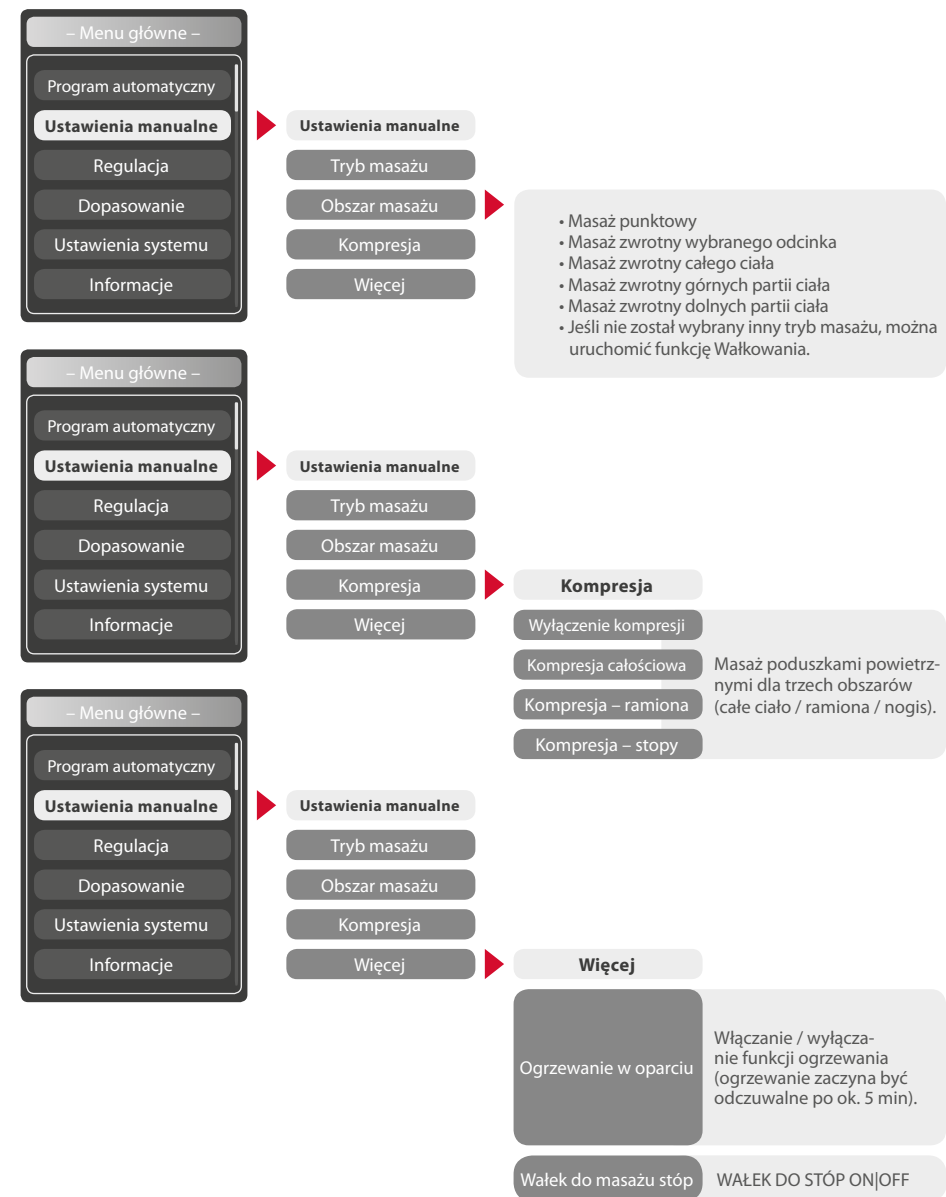 – Menu główne –
Program automatyczny
Ustawienia manualne
Regulacja
Dopasowanie
Ustawienia systemu
Informacje
Ustawienia manualne
Tryb masażu
Obszar masażu
Kompresja
Więcej
• Masaż punktowy
• Masaż zwrotny wybranego odcinka
• Masaż zwrotny całego ciała
• Masaż zwrotny górnych partii ciała
• Masaż zwrotny dolnych partii ciała
• Jeśli nie został wybrany inny tryb masażu, można
uruchomić funkcję Wałkowania.
– Menu główne –
Program automatyczny
Ustawienia manualne
Regulacja
Dopasowanie
Ustawienia systemu
Informacje
Ustawienia manualne
Tryb masażu
Obszar masażu
Kompresja
Więcej
Kompresja
Wyłączenie kompresji
Kompresja całościowa
Kompresja – ramiona
Kompresja – stopy
Masaż poduszkami powietrz-
nymi dla trzech obszarów
(całe ciało / ramiona / nogis).
– Menu główne –
Program automatyczny
Ustawienia manualne
Regulacja
Dopasowanie
Ustawienia systemu
Informacje
Ustawienia manualne
Tryb masażu
Obszar masażu
Kompresja
Więcej
Więcej
Ogrzewanie w oparciu
Włączanie / wyłącza-
nie funkcji ogrzewania
(ogrzewanie zaczyna być
odczuwalne po ok. 5 min).
Wałek do masażu stóp
WAŁEK DO STÓP ON|OFF